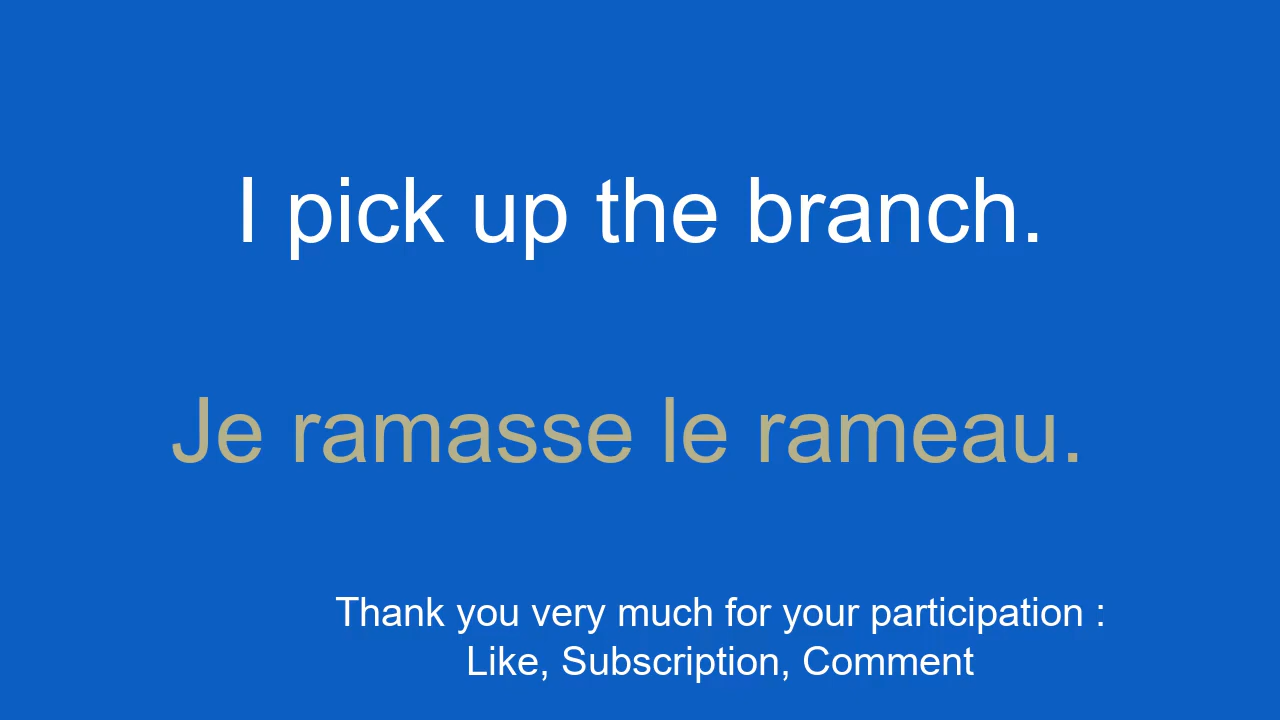 I pick up the branch.
Je ramasse le rameau.
Thank you very much for your participation :
Like, Subscription, Comment